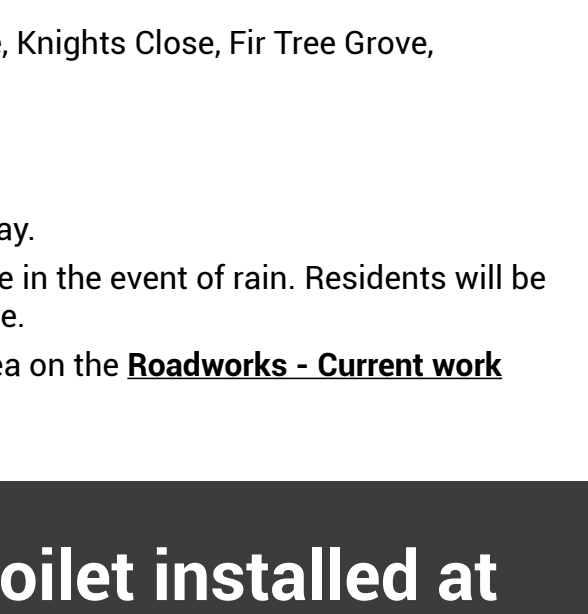 , Knights Close, Fir Tree Grove,
ay.
e in the event of rain. Residents will be
e.
ea on the Roadworks - Current work
oilet installed at